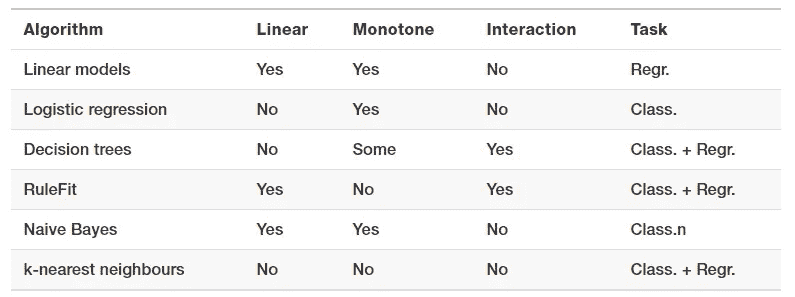 Algorithm Linear Monotone Interaction Task
Linear models Yes Yes No Regr.
Logistic regression No Yes No Class.
Decision trees No Some Yes Class. + Regr.
RuleFit Yes No Yes Class. + Regr.
Naive Bayes Yes Yes No Class.n
k-nearest neighbours No No No Class. + Regr.